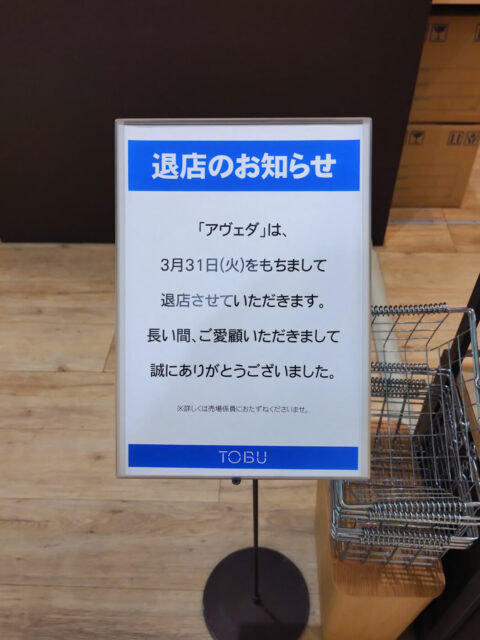 退店のお知らせ
「アヴェダ」は、
3月31日(火)をもちまして
退店させていただきます。
長い間、ご愛顧いただきまして
誠にありがとうございました。
※詳しくは売場係員におたずねくださいませ。
TOBU